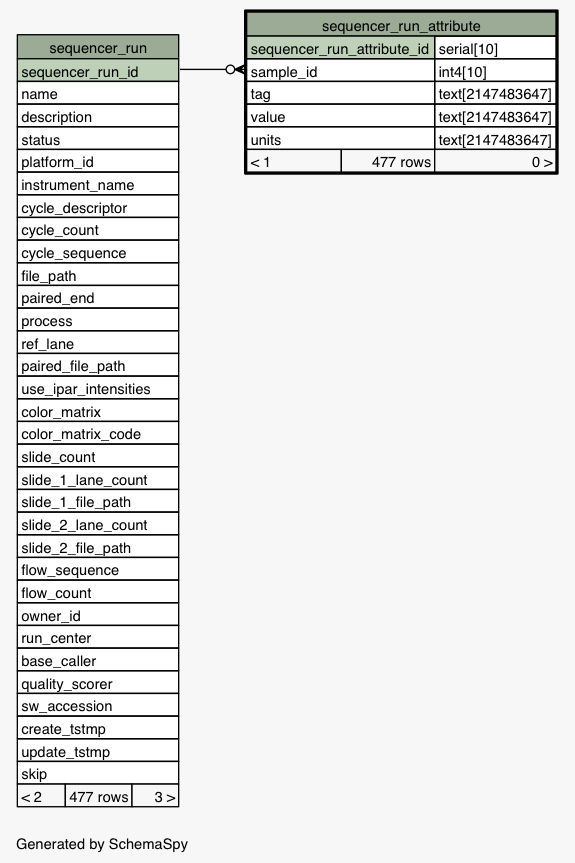 sequencer_run
sequencer_run_id
name
description
status
platform_id
instrument_name
cycle_descriptor
cycle_count
cycle_sequence
file_path
paired_end
process
ref_lane
paired_file_path
use_ipar_intensities
color_matrix
color_matrix_code
slide_count
slide_1_lane_count
slide_1_file_path
slide_2_lane_count
slide_2_file_path
flow_sequence
flow_count
owner_id
run_center
base_caller
quality_scorer
sw_accession
create_tstmp
update_tstmp
skip
< 2 477 rows 3 >
sequencer_run_attribute
sequencer_run_attribute_id serial[10]
sample_id int4[10]
tag text[2147483647]
value text[2147483647]
units text[2147483647]
< 1 477 rows 0 >
Generated by SchemaSpy